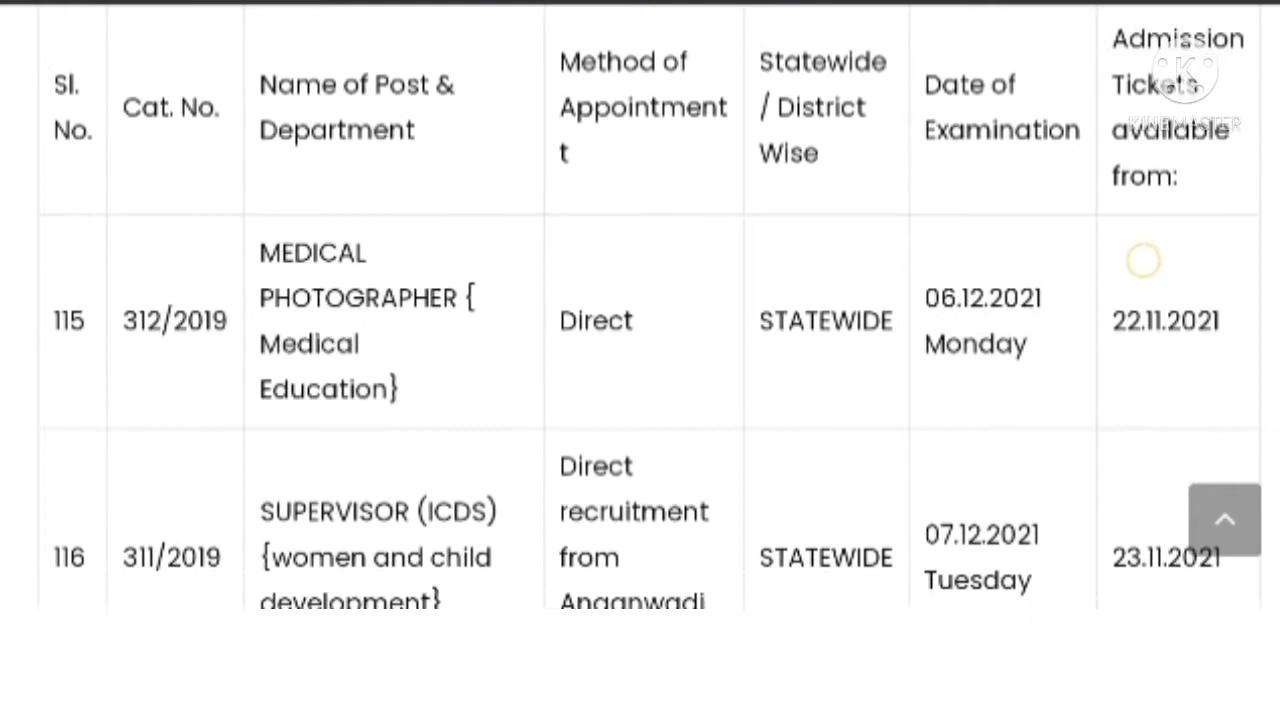 Sl.
No.
Cat. No.
Name of Post &
Department
Method of
Appointment
t
Statewide
/ District
Wise
Date of
Examination
Admission
Tickets
available
from:
K
KINEMASTER
115
312/2019
MEDICAL
PHOTOGRAPHER {
Medical
Education}
Direct
STATEWIDE
06.12.2021
Monday
22.11.2021
116
311/2019
SUPERVISOR (ICDS)
{women and child
development}
Direct
recruitment
from
Anganwadi
STATEWIDE
07.12.2021
Tuesday
23.11.2021